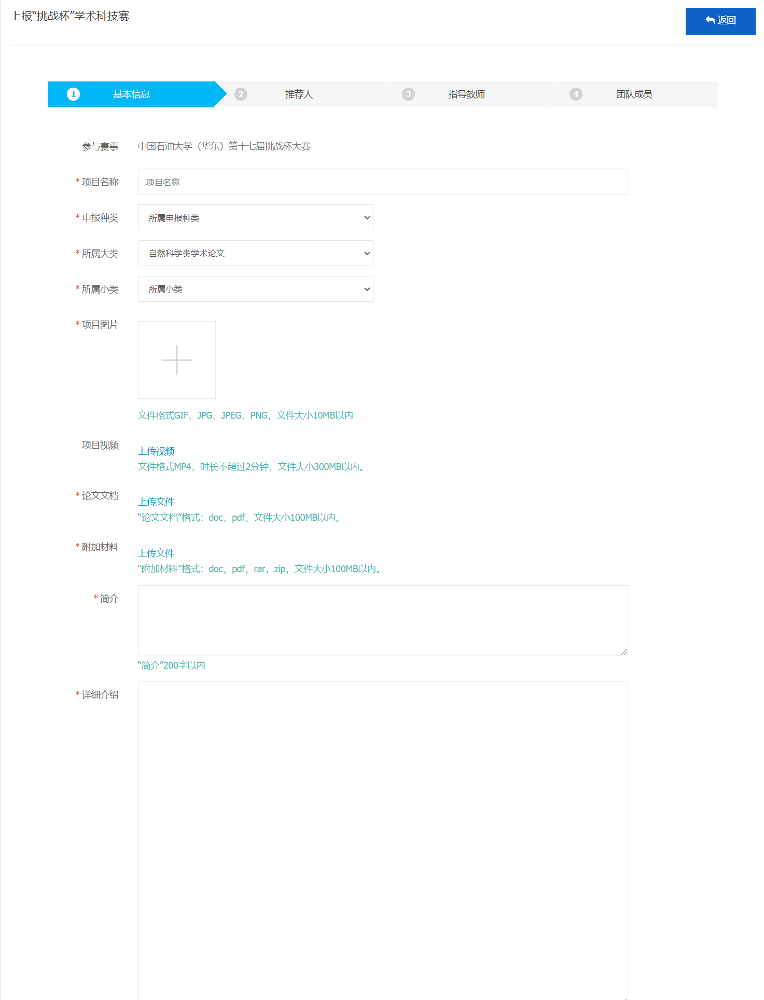 上报“挑战杯”学术科技赛
返回
1 基本信息 2 推荐人 3 指导教师 4 团队成员
参与赛事 中国石油大学（华东）第十七届挑战杯大赛
* 项目名称 项目名称
* 申报种类 所属申报种类
* 所属大类 自然科学类学术论文
* 所属小类 所属小类
* 项目图片
文件格式GIF、JPG、JPEG、PNG，文件大小10MB以内
项目视频
上传视频
文件格式MP4，时长不超过2分钟，文件大小300MB以内。
* 论文文档
上传文件
“论文文档”格式：doc，pdf，文件大小100MB以内。
* 附加材料
上传文件
“附加材料”格式：doc，pdf，rar，zip，文件大小100MB以内。
* 简介
“简介”200字以内
* 详细介绍